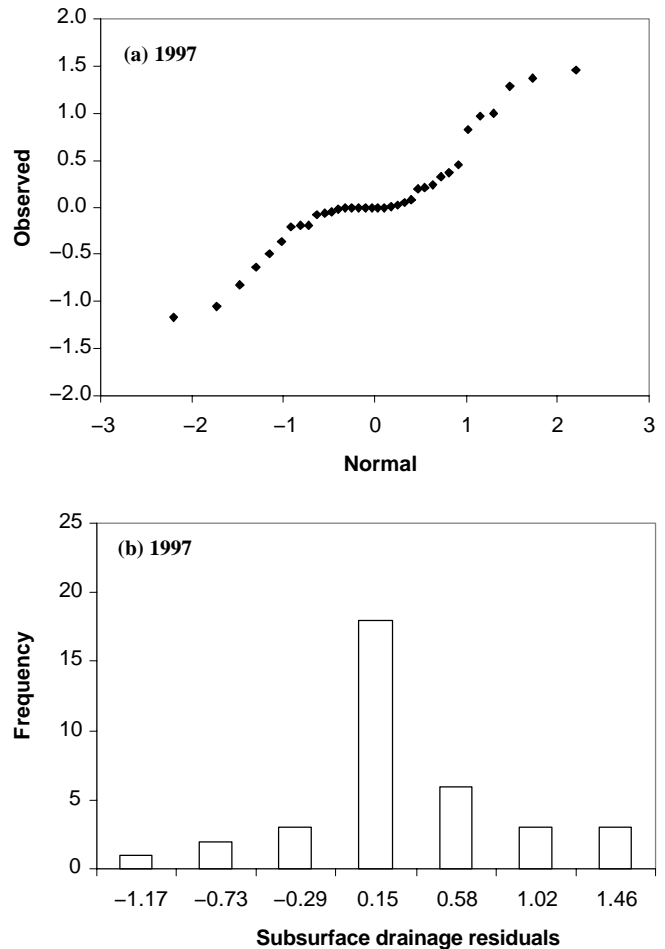 (a) 1997
2.0
1.5
1.0
0.5
0.0
−0.5
−1.0
−1.5
−2.0
Observed
−3 −2 −1 0 1 2 3
Normal
(b) 1997
25
20
15
10
5
0
Frequency
−1.17 −0.73 −0.29 0.15 0.58 1.02 1.46
Subsurface drainage residuals